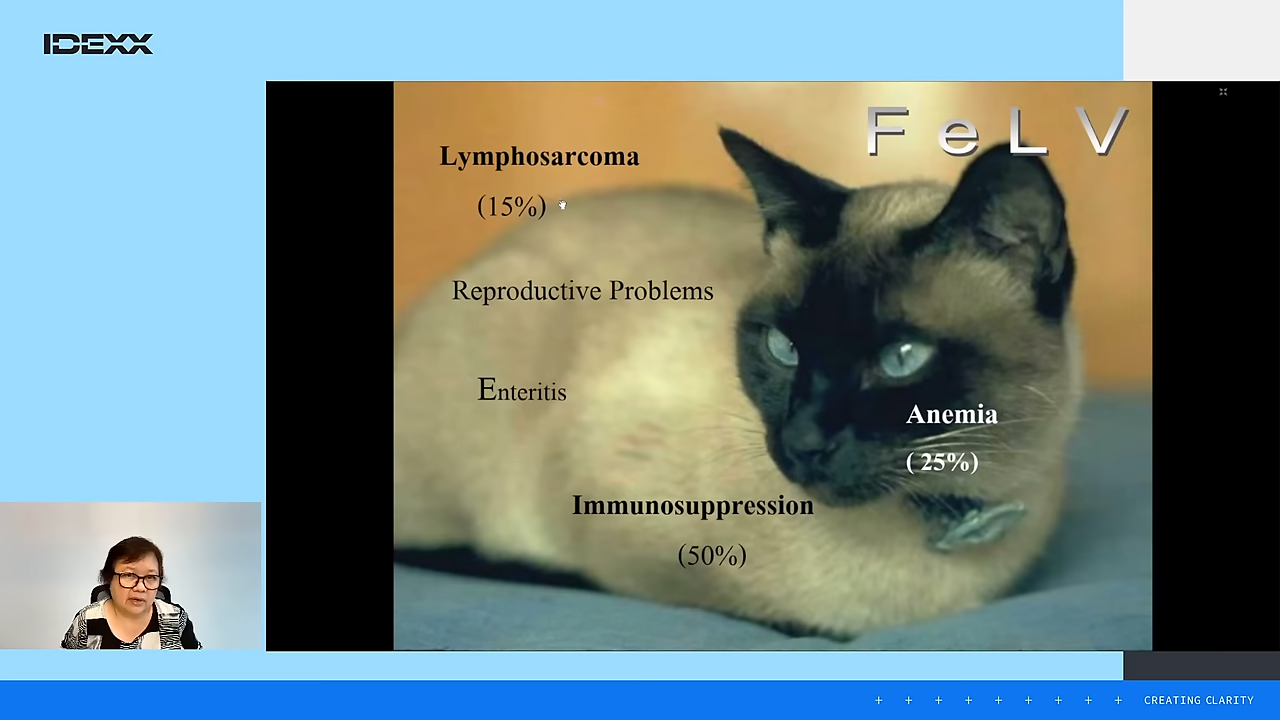 IDEXX
F e L V
Lymphosarcoma
(15%)
Reproductive Problems
Enteritis
Anemia
( 25%)
Immunosuppression
(50%)
CREATING CLARITY